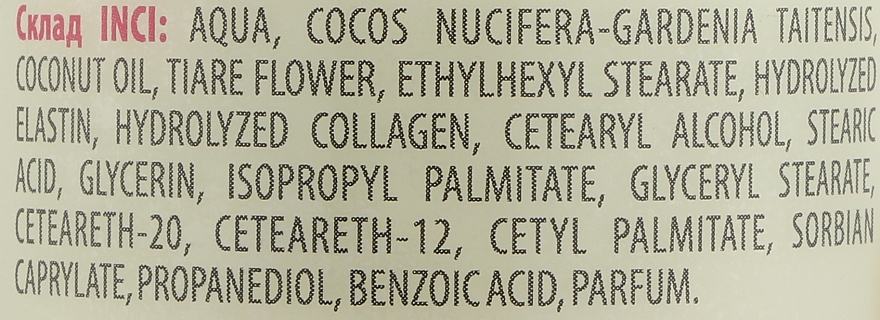 Склад INCI: AQUA, COCOS NUCIFERA-GARDENIA TAITENSIS,
COCONUT OIL, TIARE FLOWER, ETHYLHEXYL STEARATE, HYDROLYZED
ELASTIN, HYDROLYZED COLLAGEN, CETEARYL ALCOHOL, STEARIC
ACID, GLYCERIN, ISOPROPYL PALMITATE, GLYCERYL STEARATE,
CETEARETH-20, CETEARETH-12, CETYL PALMITATE, SORBIAN
CAPRYLATE, PROPANEDIOL, BENZOIC ACID, PARFUM.